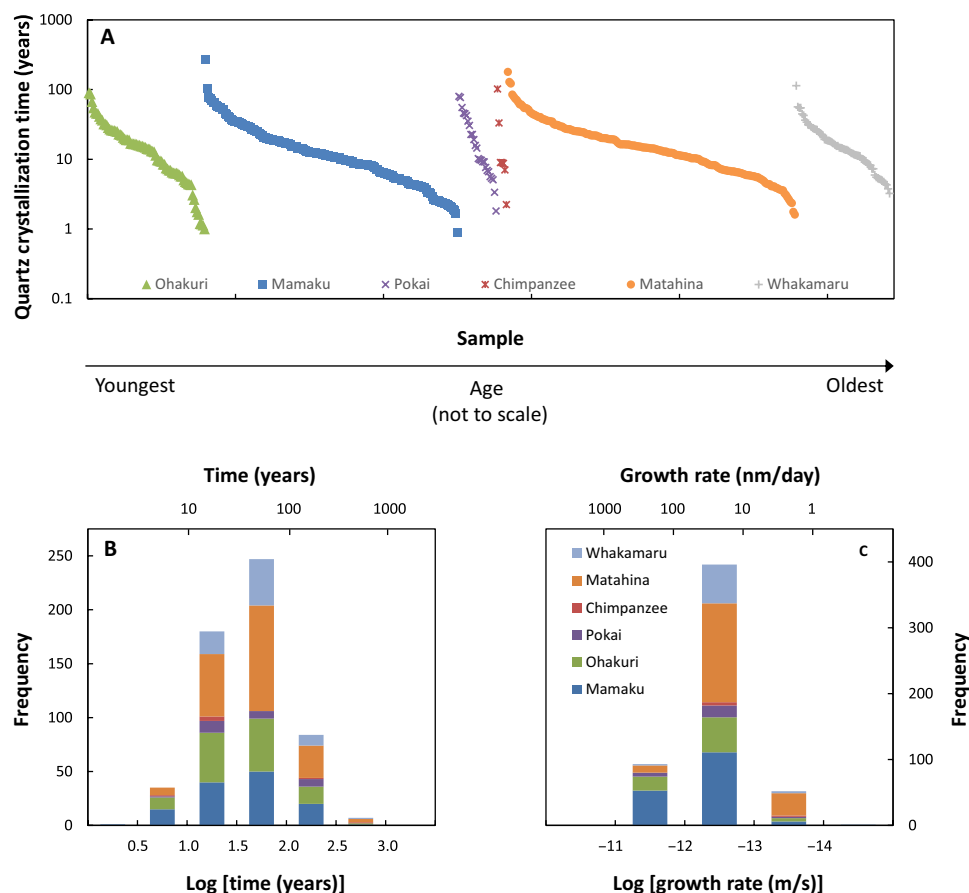 A
Quartz crystallization time (years)
1000
100
10
1
0.1
Ohakuri Mamaku Pokai Chimpanzee Matahina Whakamaru
Sample
Youngest Age Oldest
(not to scale)
Time (years)
10 100 1000
B
Frequency
250
200
150
100
50
0
0.5 1.0 1.5 2.0 2.5 3.0
Log [time (years)]
Growth rate (nm/day)
1000 100 10 1
C
Whakamaru
Matahina
Chimpanzee
Pokai
Ohakuri
Mamaku
400
300
200
100
0
Frequency
−11 −12 −13 −14
Log [growth rate (m/s)]